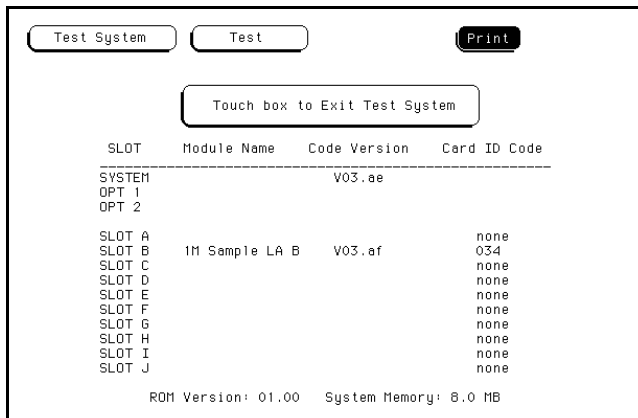 Test System Test Print
Touch box to Exit Test System
SLOT Module Name Code Version Card ID Code
SYSTEM V03.ae
OPT 1
OPT 2
SLOT A none
SLOT B 1M Sample LA B V03.af 034
SLOT C none
SLOT D none
SLOT E none
SLOT F none
SLOT G none
SLOT H none
SLOT I none
SLOT J none
ROM Version: 01.00 System Memory: 8.0 MB